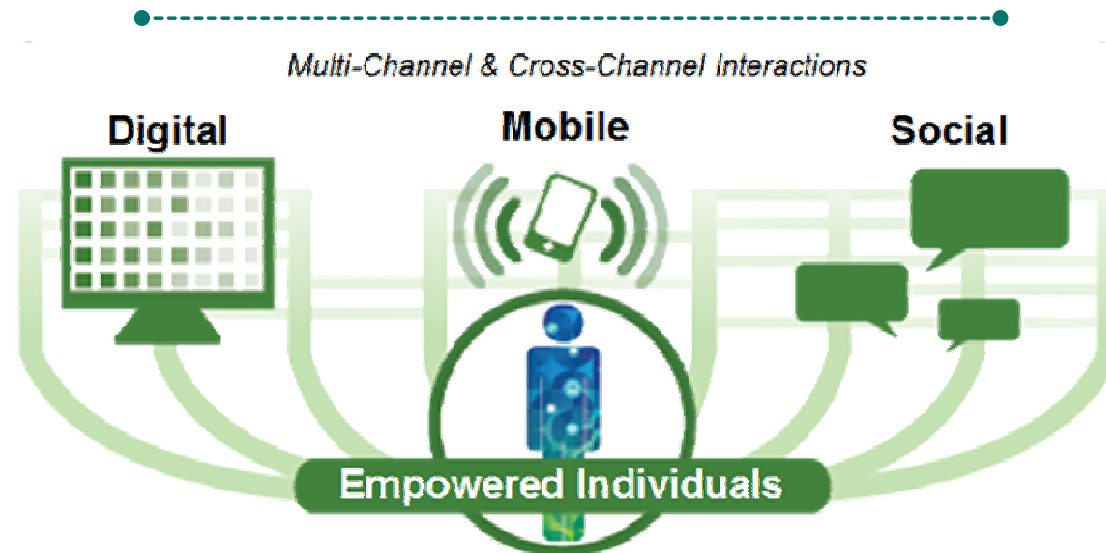 Multi-Channel & Cross-Channel Interactions
Digital
Mobile
Social
Empowered Individuals